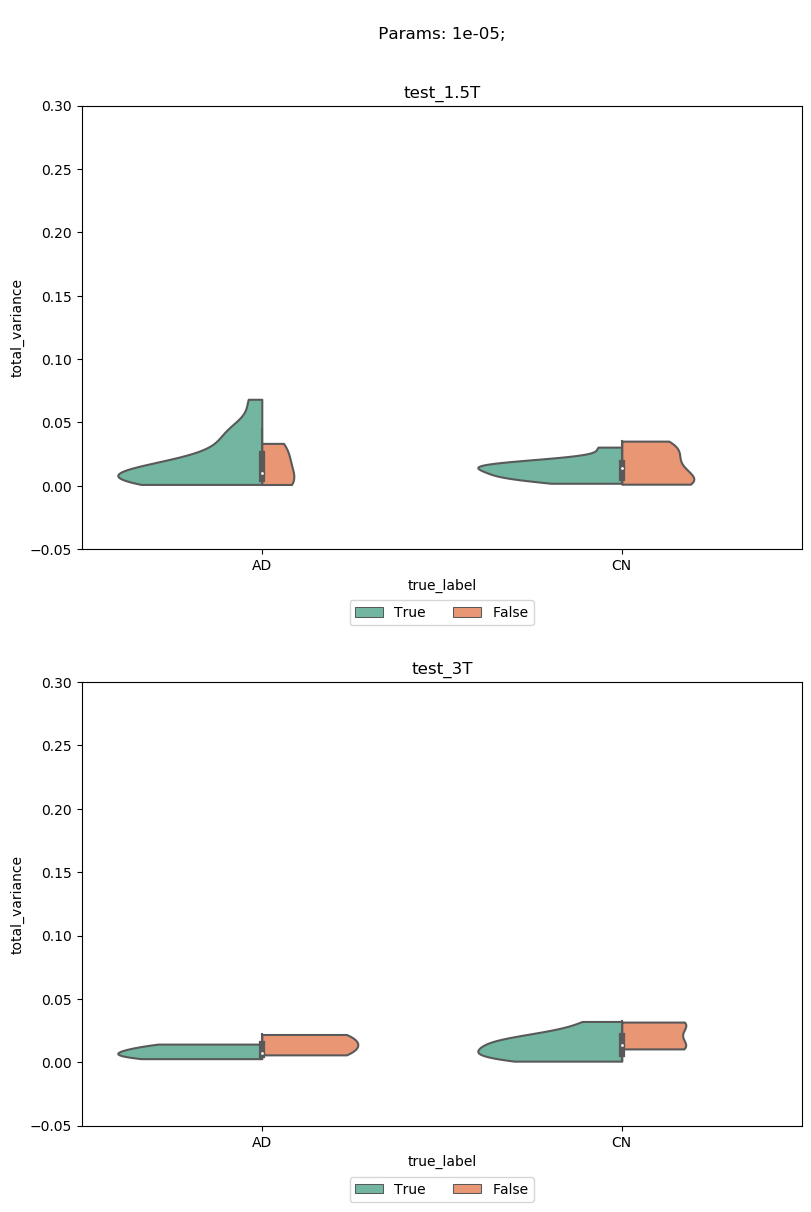 Params: 1e-05;
test_1.5T
0.30
0.25
0.20
0.15
0.10
0.05
0.00
−0.05
total_variance
AD CN
true_label
True False
test_3T
0.30
0.25
0.20
0.15
0.10
0.05
0.00
−0.05
total_variance
AD CN
true_label
True False